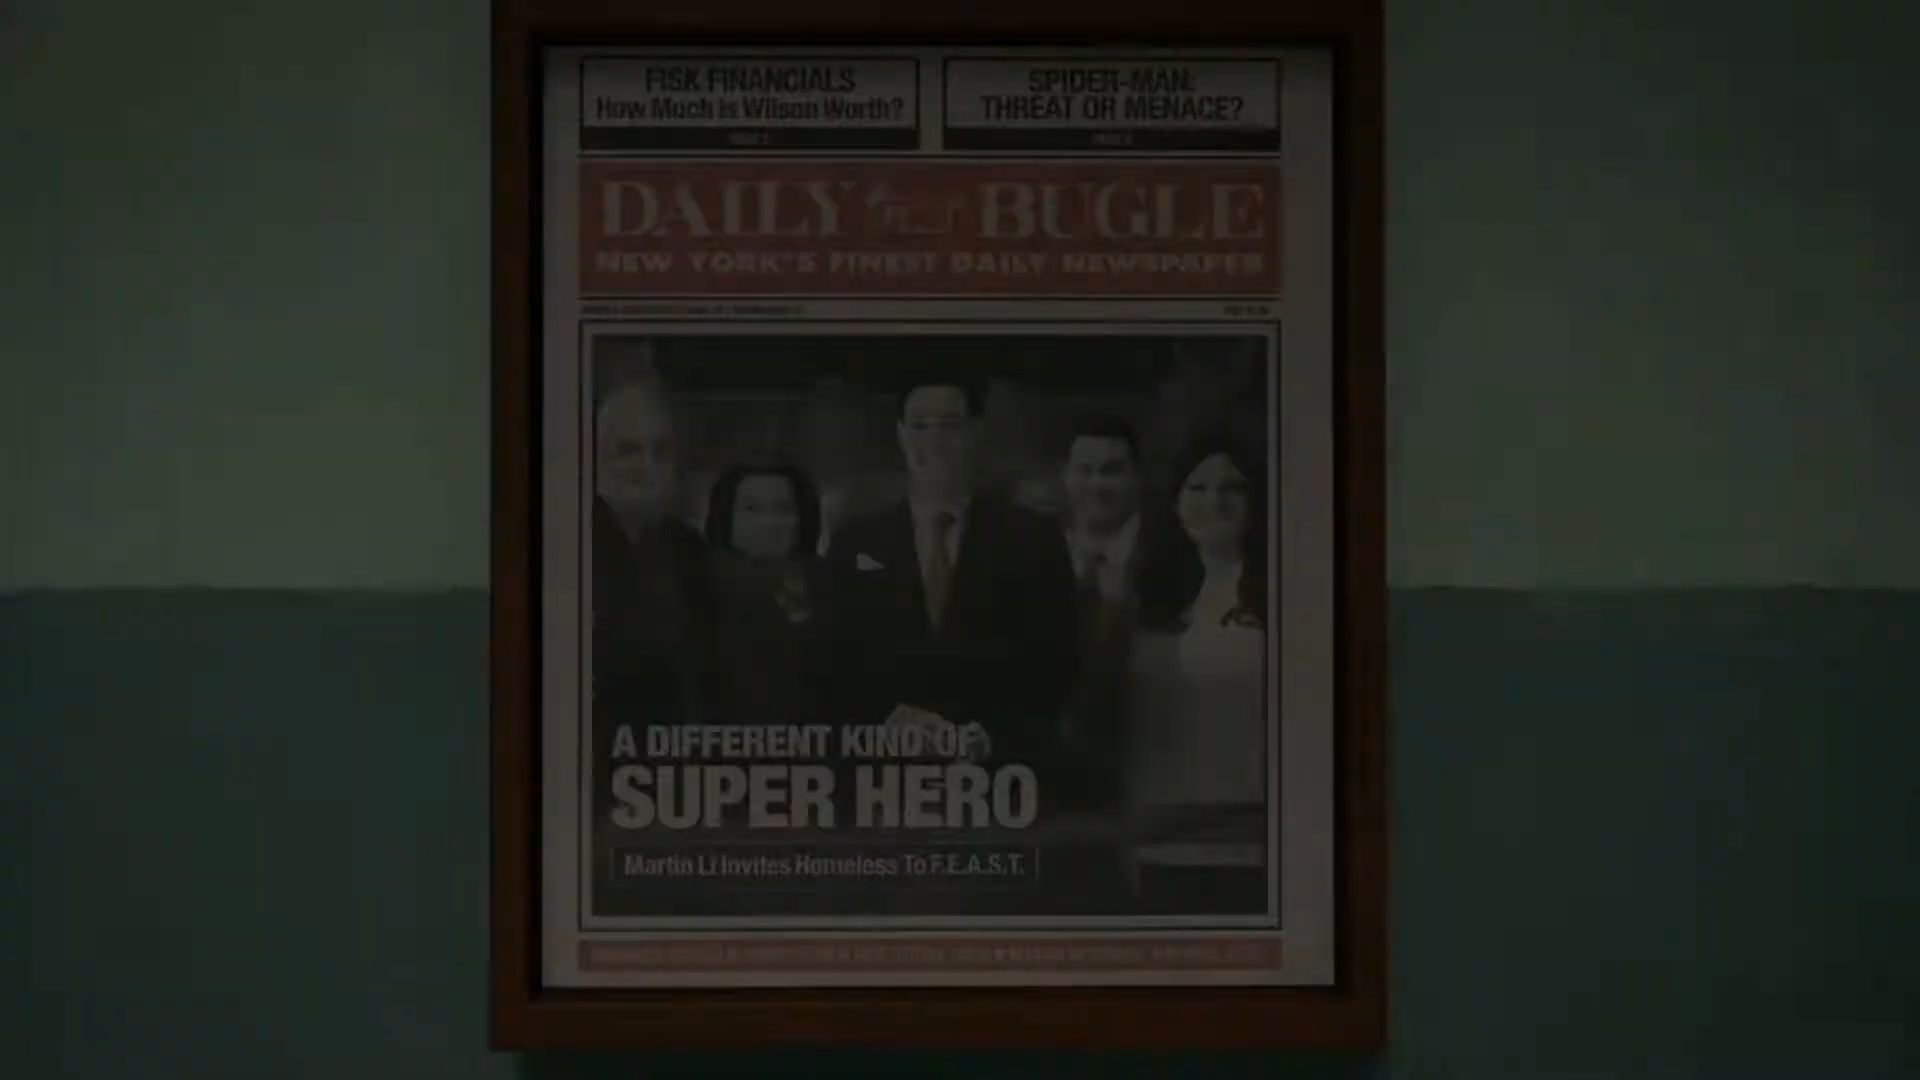 FISK FINANCIALS
How Much Is Wilson Worth?
SPIDER-MAN:
THREAT OR MENACE?
DAILY BUGLE
NEW YORK'S FINEST DAILY NEWSPAPER
A DIFFERENT KIND OF
SUPER HERO
Martin Li Invites Homeless To F.E.A.S.T.